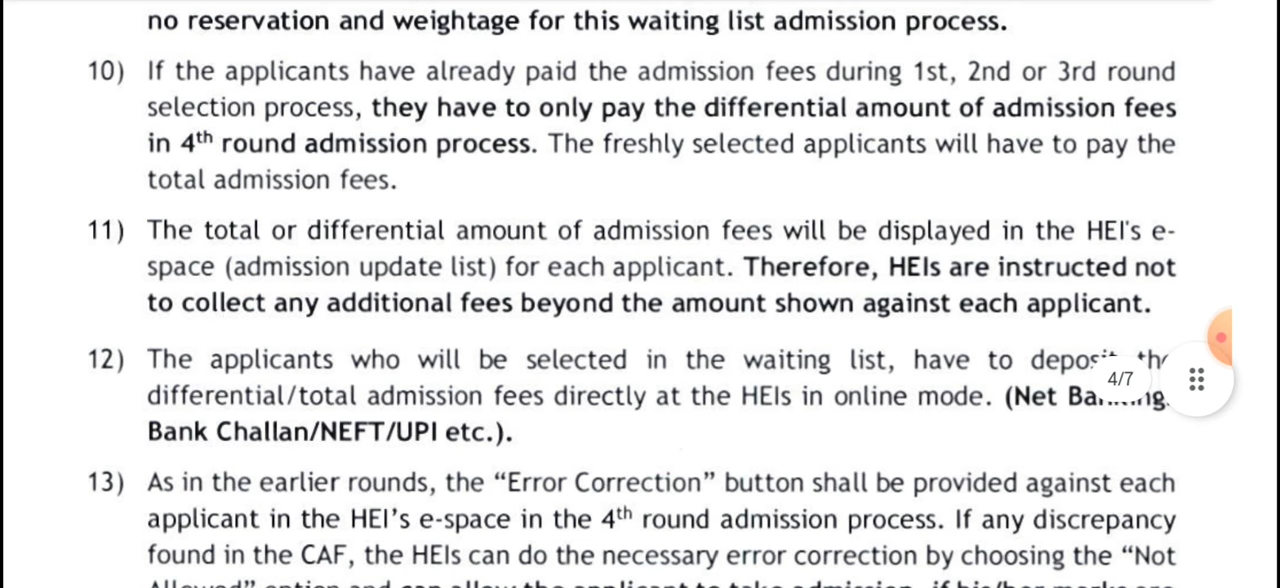 no reservation and weightage for this waiting list admission process.
10) If the applicants have already paid the admission fees during 1st, 2nd or 3rd round
selection process, they have to only pay the differential amount of admission fees
in 4th round admission process. The freshly selected applicants will have to pay the
total admission fees.
11) The total or differential amount of admission fees will be displayed in the HEI's e-
space (admission update list) for each applicant. Therefore, HEIs are instructed not
to collect any additional fees beyond the amount shown against each applicant.
12) The applicants who will be selected in the waiting list, have to
4/7
differential/total admission fees directly at the HEIs in online mode. (Net
Bank Challan/NEFT/UPI etc.).
13) As in the earlier rounds, the “Error Correction” button shall be provided against each
applicant in the HEI’s e-space in the 4th round admission process. If any discrepancy
found in the CAF, the HEIs can do the necessary error correction by choosing the “Not